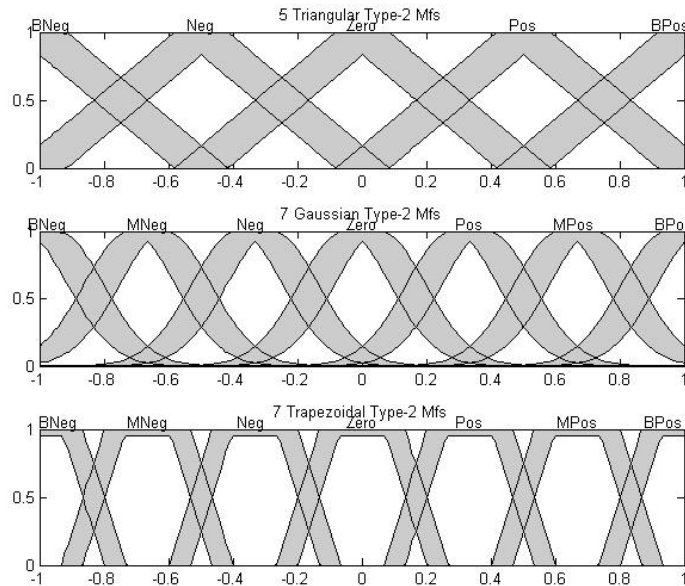 5 Triangular Type-2 Mfs
BNeg Neg Zero Pos BPos
1
0.5
0
-1 -0.8 -0.6 -0.4 -0.2 0 0.2 0.4 0.6 0.8 1
7 Gaussian Type-2 Mfs
BNeg MNeg Neg Zero Pos MPos BPos
1
0.5
0
-1 -0.8 -0.6 -0.4 -0.2 0 0.2 0.4 0.6 0.8 1
7 Trapezoidal Type-2 Mfs
BNeg MNeg Neg Zero Pos MPos BPos
1
0.5
0
-1 -0.8 -0.6 -0.4 -0.2 0 0.2 0.4 0.6 0.8 1